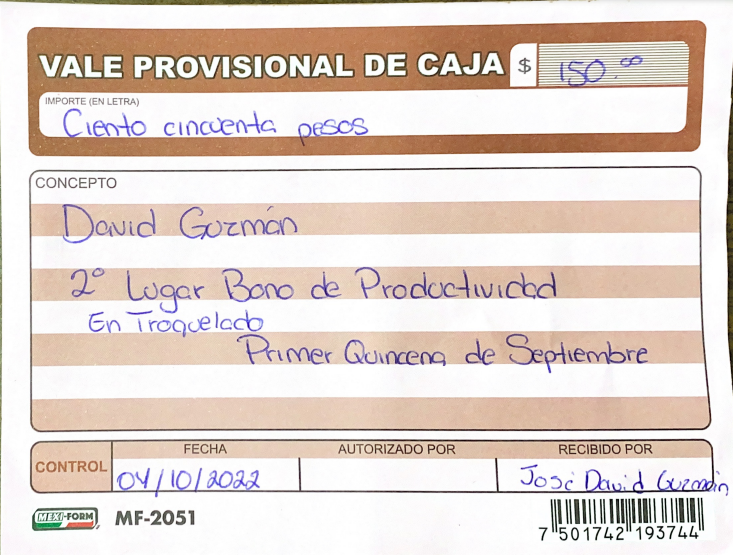 VALE PROVISIONAL DE CAJA $ 150.00
IMPORTE (EN LETRA)
Ciento cincuenta pesos
CONCEPTO
David Guzmán
2° Lugar Bono de Productividad
En Troquelado
Primer Quincena de Septiembre
CONTROL
FECHA
04/10/2022
AUTORIZADO POR
RECIBIDO POR
José David Guzmán
MEXI-FORM MF-2051
7 501742 193744